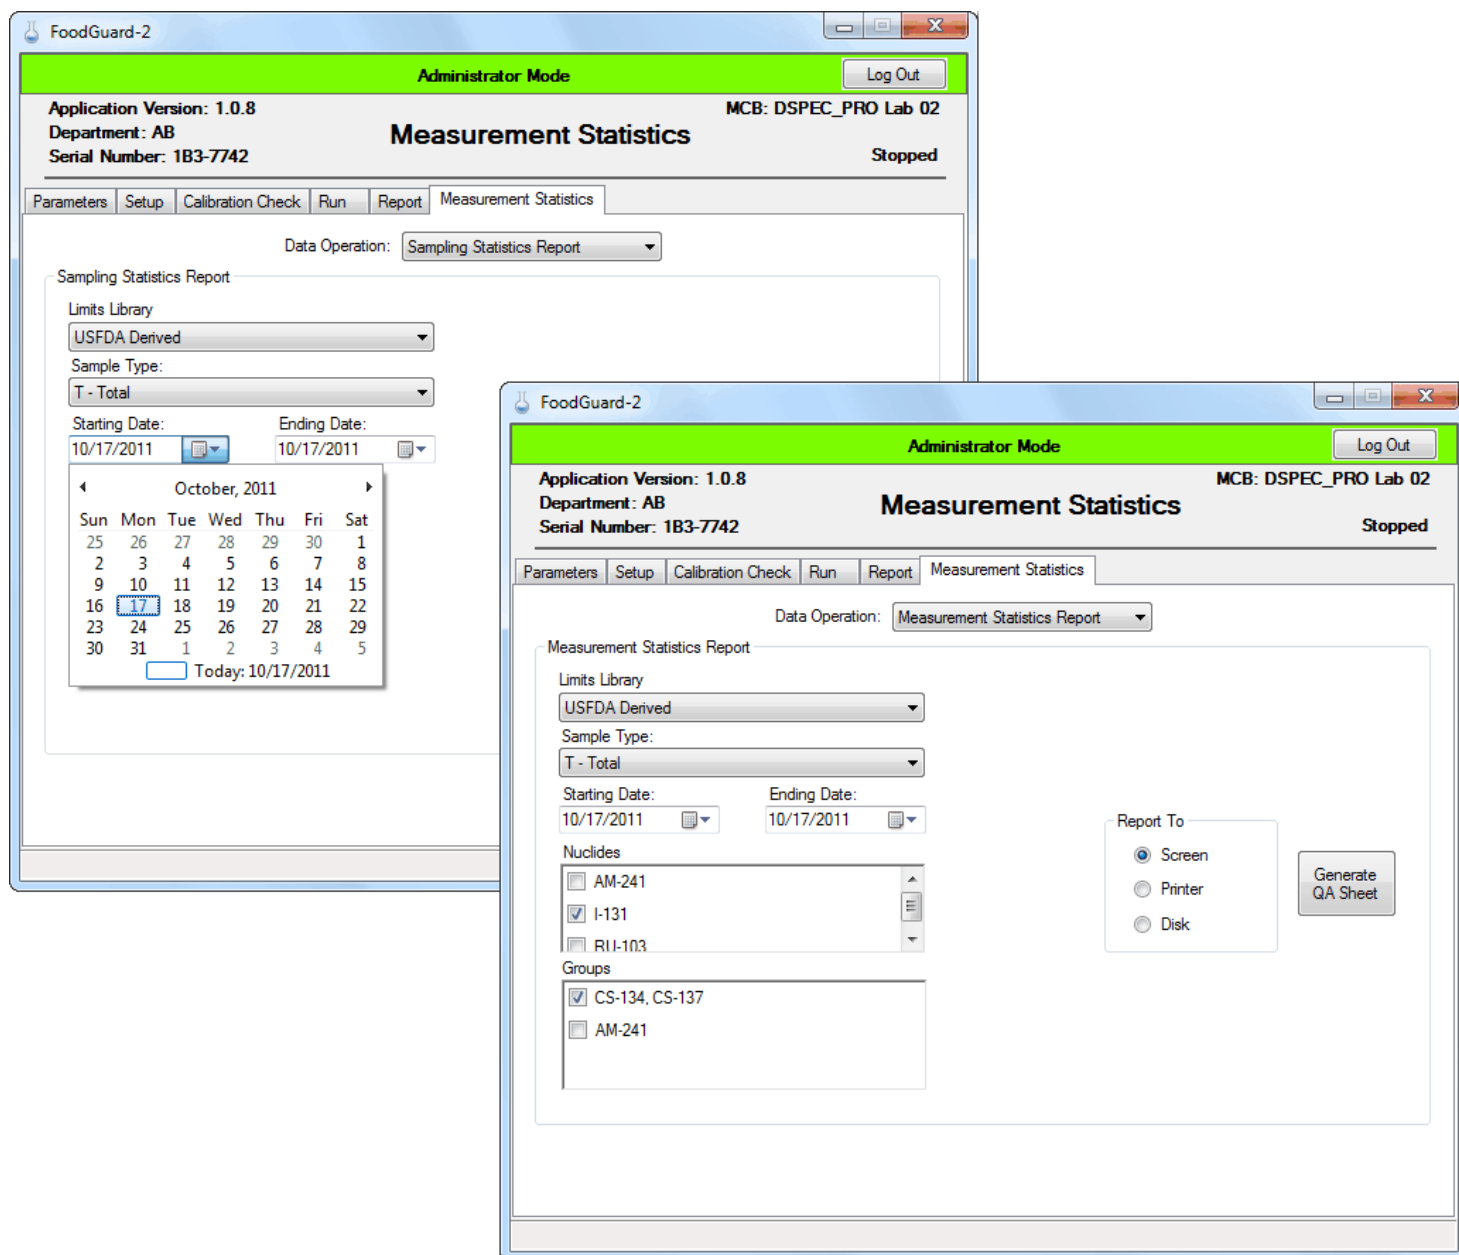 FoodGuard-2
Administrator Mode
Log Out
Application Version: 1.0.8
Department: AB
Serial Number: 1B3-7742
Measurement Statistics
MCB: DSPEC_PRO Lab 02
Stopped
Parameters Setup Calibration Check Run Report Measurement Statistics
Data Operation: Sampling Statistics Report
Sampling Statistics Report
Limits Library
USFDA Derived
Sample Type:
T - Total
Starting Date: Ending Date:
10/17/2011 10/17/2011
October, 2011
Sun Mon Tue Wed Thu Fri Sat
25 26 27 28 29 30 1
2 3 4 5 6 7 8
9 10 11 12 13 14 15
16 17 18 19 20 21 22
23 24 25 26 27 28 29
30 31 1 2 3 4 5
Today: 10/17/2011
FoodGuard-2
Administrator Mode
Log Out
Application Version: 1.0.8
Department: AB
Serial Number: 1B3-7742
Measurement Statistics
MCB: DSPEC_PRO Lab 02
Stopped
Parameters Setup Calibration Check Run Report Measurement Statistics
Data Operation: Measurement Statistics Report
Measurement Statistics Report
Limits Library
USFDA Derived
Sample Type:
T - Total
Starting Date: Ending Date:
10/17/2011 10/17/2011
Nuclides
AM-241
I-131
RU-103
Groups
CS-134, CS-137
AM-241
Report To
Screen
Printer
Disk
Generate
QA Sheet